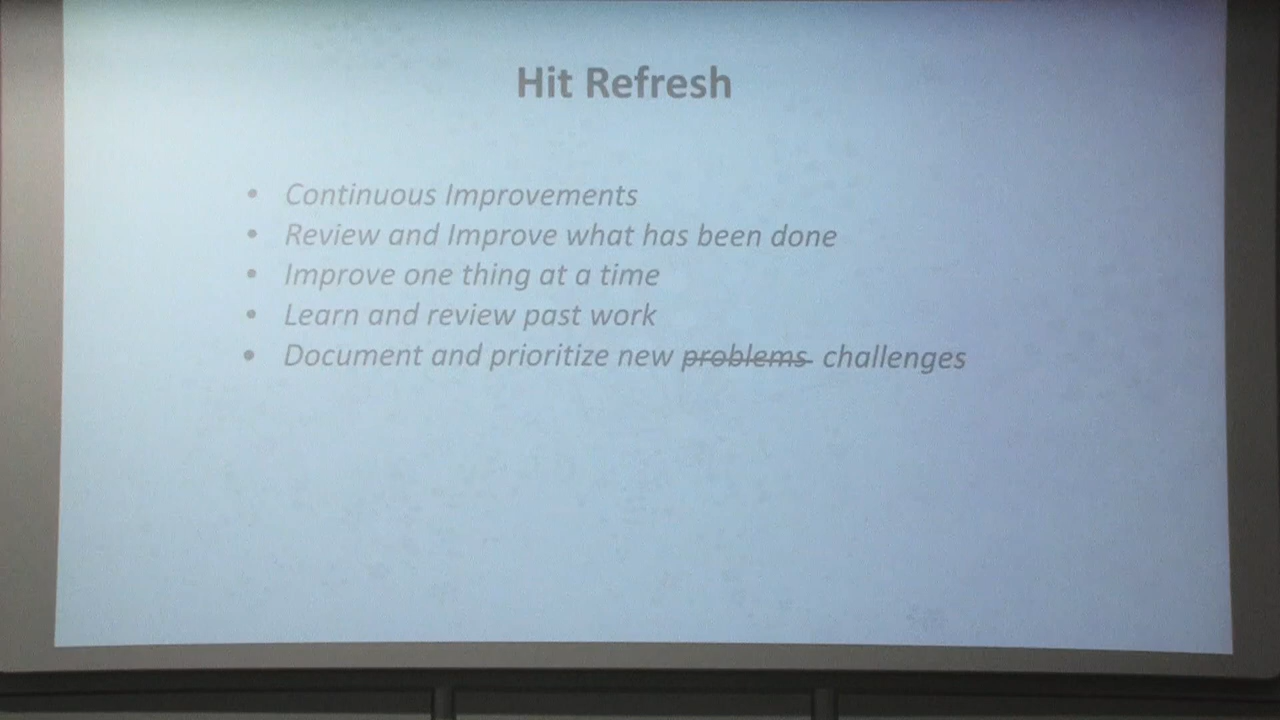 Hit Refresh
• Continuous Improvements
• Review and Improve what has been done
• Improve one thing at a time
• Learn and review past work
• Document and prioritize new problems challenges